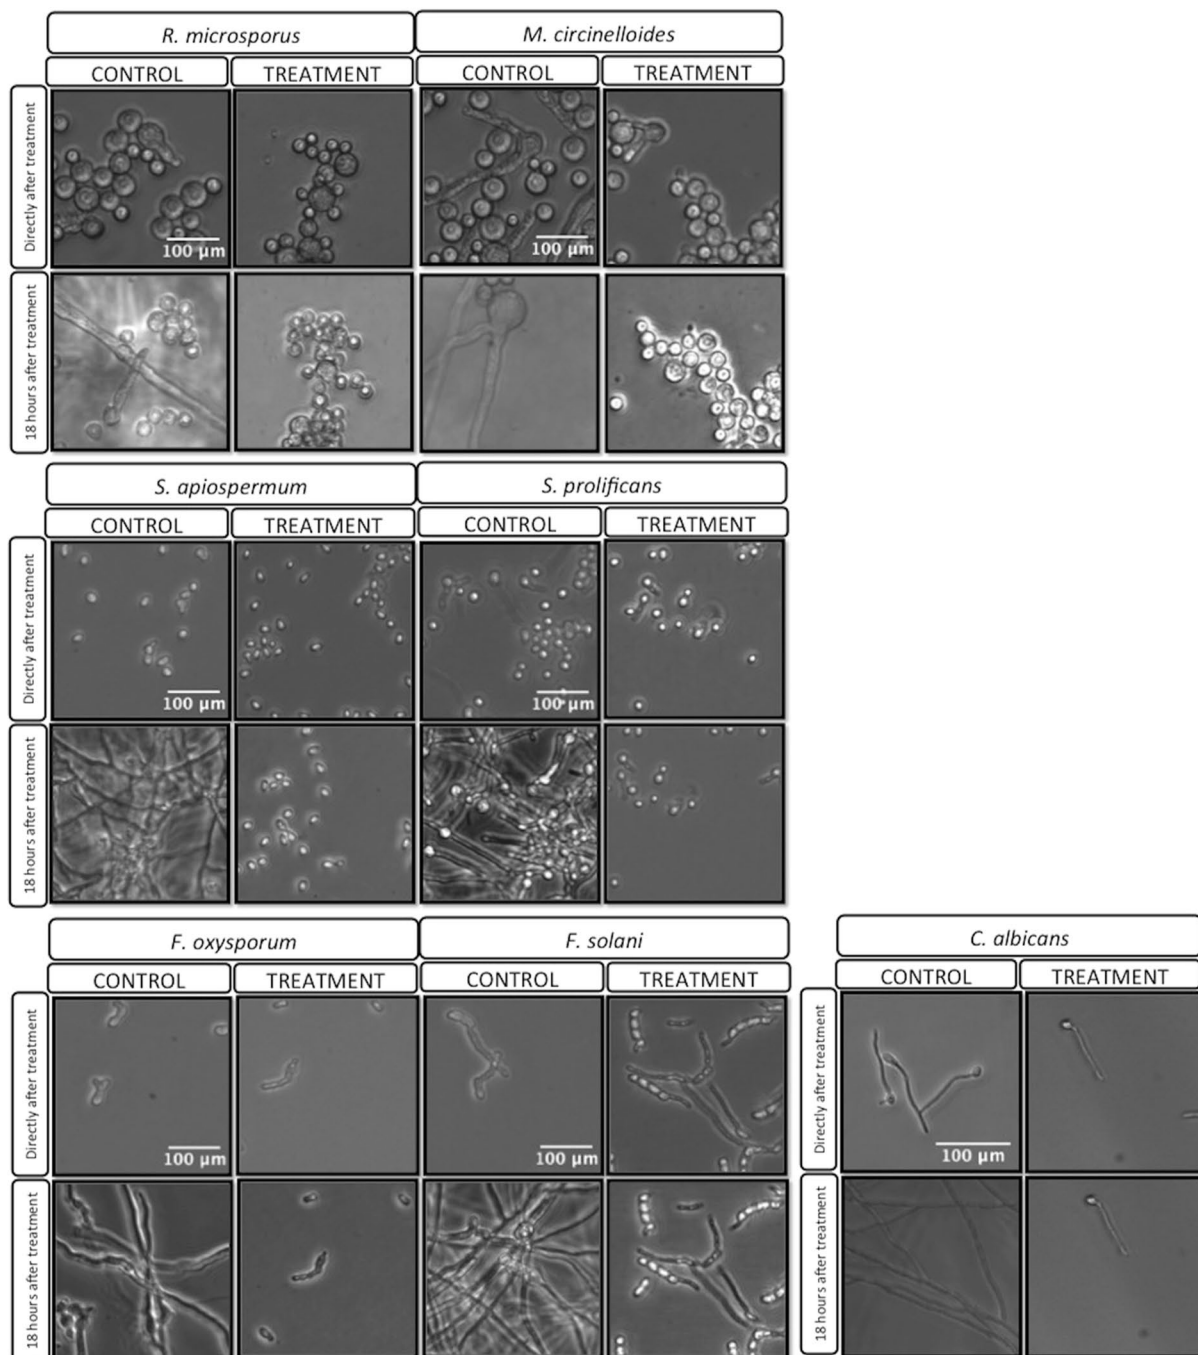 R. microsporus M. circinelloides
CONTROL TREATMENT CONTROL TREATMENT
Directly after treatment
100 µm 100 µm
18 hours after treatment
S. apiospermum S. prolificans
CONTROL TREATMENT CONTROL TREATMENT
Directly after treatment
100 µm 100 µm
18 hours after treatment
F. oxysporum F. solani
CONTROL TREATMENT CONTROL TREATMENT
Directly after treatment
100 µm 100 µm
18 hours after treatment
C. albicans
CONTROL TREATMENT
Directly after treatment
100 µm
18 hours after treatment